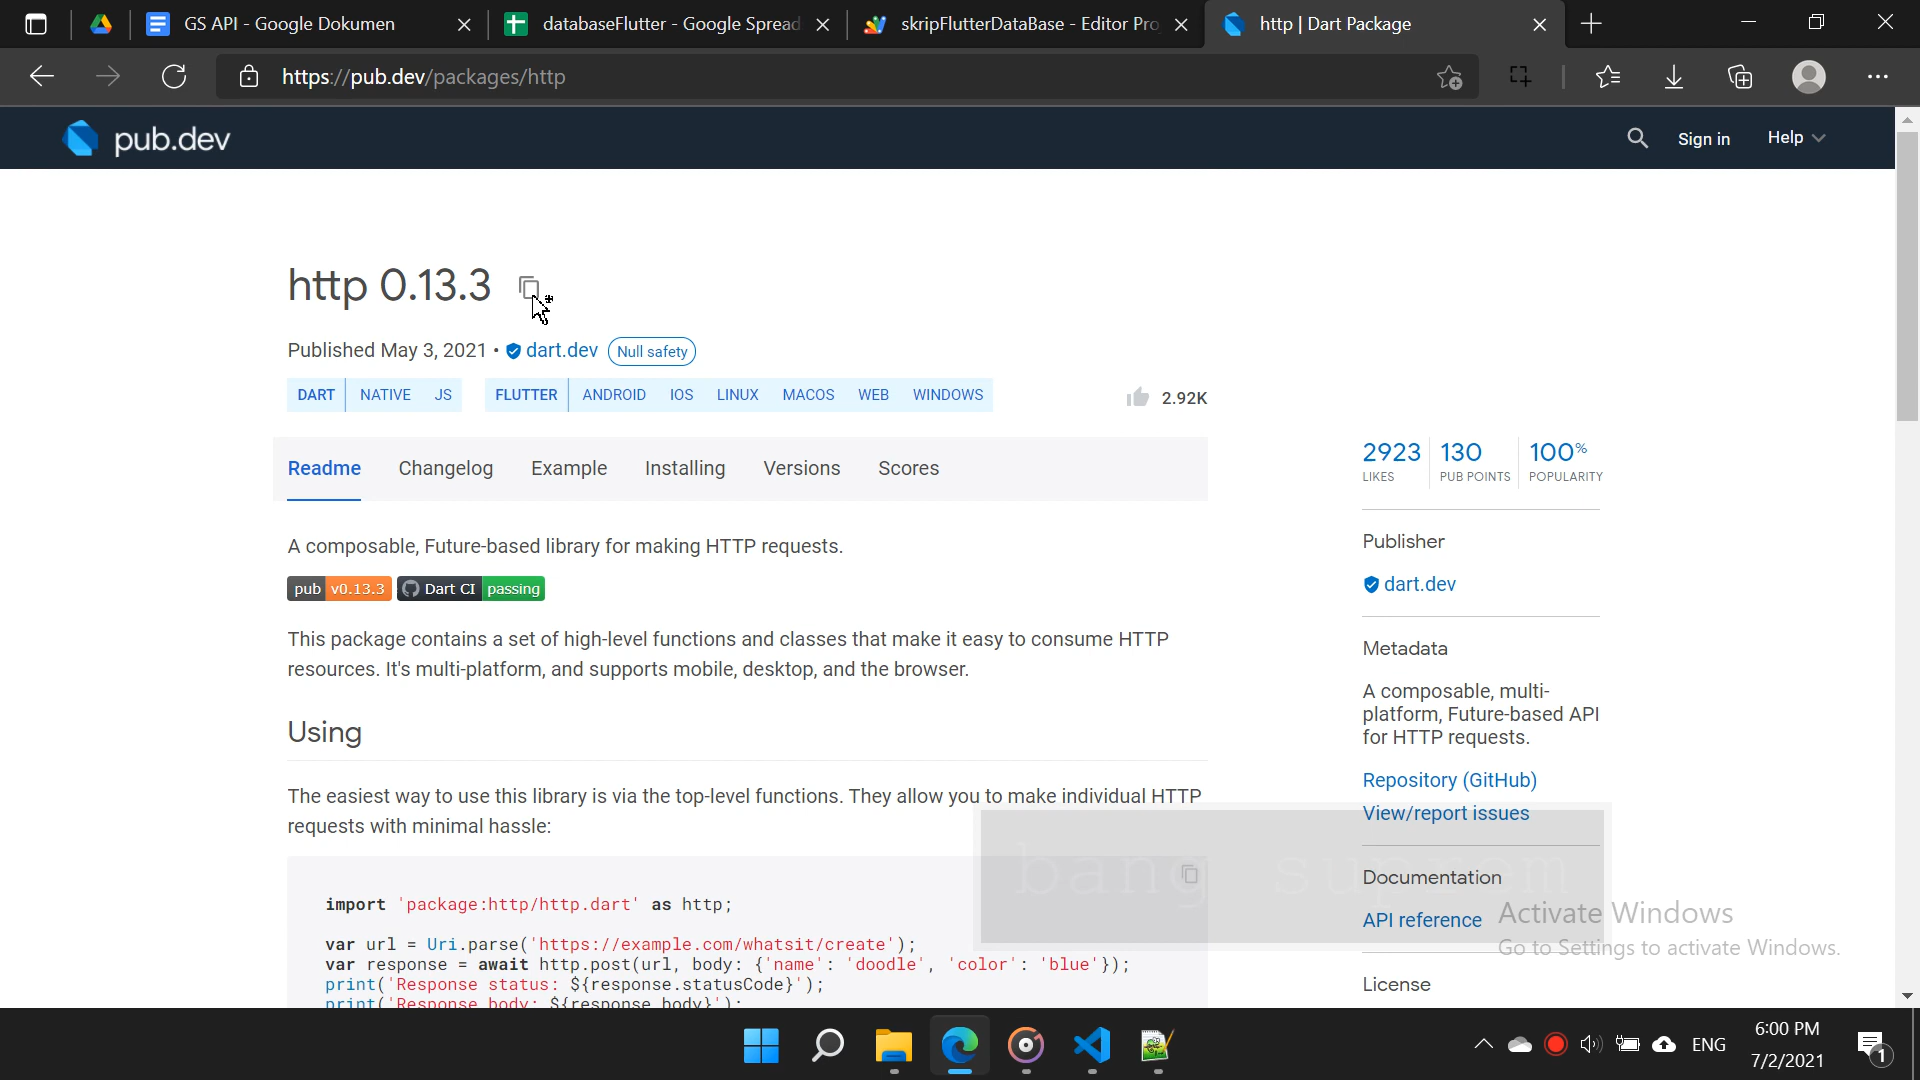 GS API - Google Dokumen
databaseFlutter - Google Spread
skripFlutterDataBase - Editor Pro
http | Dart Package
https://pub.dev/packages/http
pub.dev
Sign in
Help
http 0.13.3
Published May 3, 2021 • dart.dev Null safety
DART NATIVE JS FLUTTER ANDROID IOS LINUX MACOS WEB WINDOWS
2.92K
Readme Changelog Example Installing Versions Scores
2923 130 100%
LIKES PUB POINTS POPULARITY
A composable, Future-based library for making HTTP requests.
pub v0.13.3 Dart CI passing
This package contains a set of high-level functions and classes that make it easy to consume HTTP
resources. It's multi-platform, and supports mobile, desktop, and the browser.
Using
The easiest way to use this library is via the top-level functions. They allow you to make individual HTTP
requests with minimal hassle:
import 'package:http/http.dart' as http;
var url = Uri.parse('https://example.com/whatsit/create');
var response = await http.post(url, body: {'name': 'doodle', 'color': 'blue'});
print('Response status: ${response.statusCode}');
print('Response body: ${response.body}');
Publisher
dart.dev
Metadata
A composable, multi-
platform, Future-based API
for HTTP requests.
Repository (GitHub)
View/report issues
Documentation
API reference
License
bang suprem
Activate Windows
Go to Settings to activate Windows.
ENG
6:00 PM
7/2/2021
1